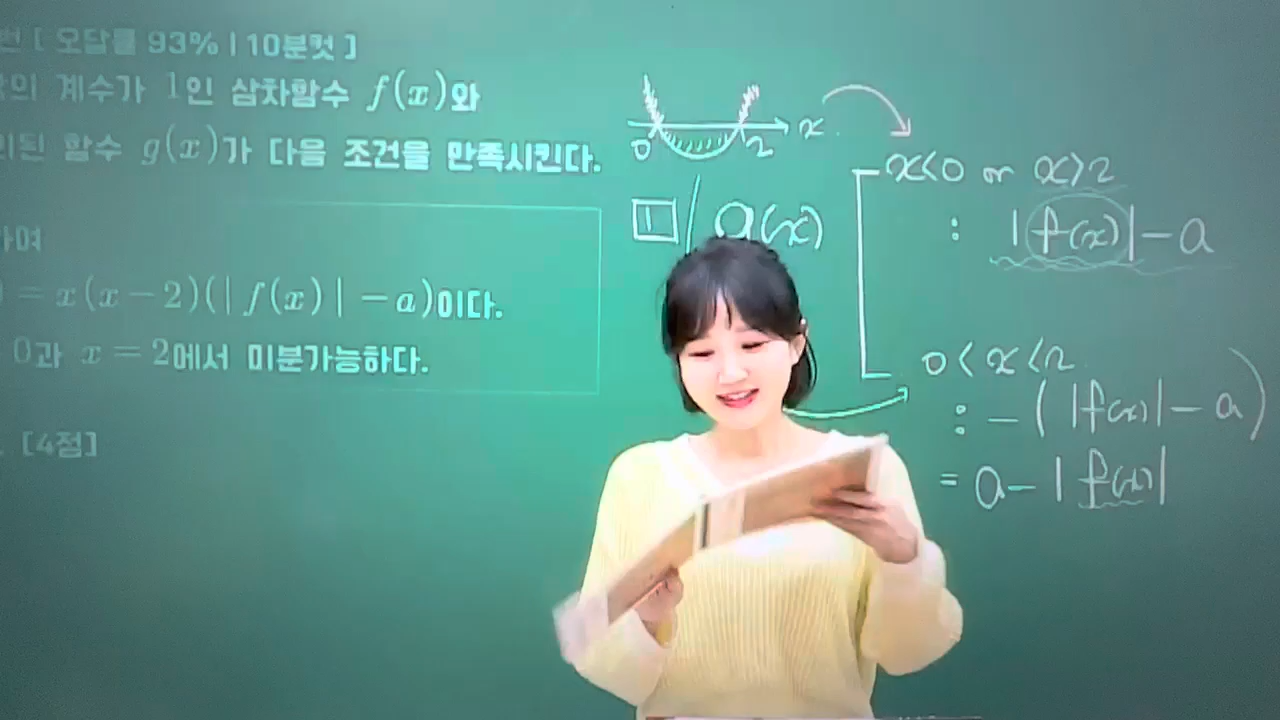 번 [ 오답률 93% | 10분컷 ]
의 계수가 1인 삼차함수 f(x)와
된 함수 g(x)가 다음 조건을 만족시킨다.
하며
) = x(x-2)(|f(x)|-a)이다.
0과 x=2에서 미분가능하다.
. [4점]
0 2 x
1 g(x)
x<0 or x>2
: |f(x)|-a
0<x<2
: -(|f(x)|-a)
= a-|f(x)|